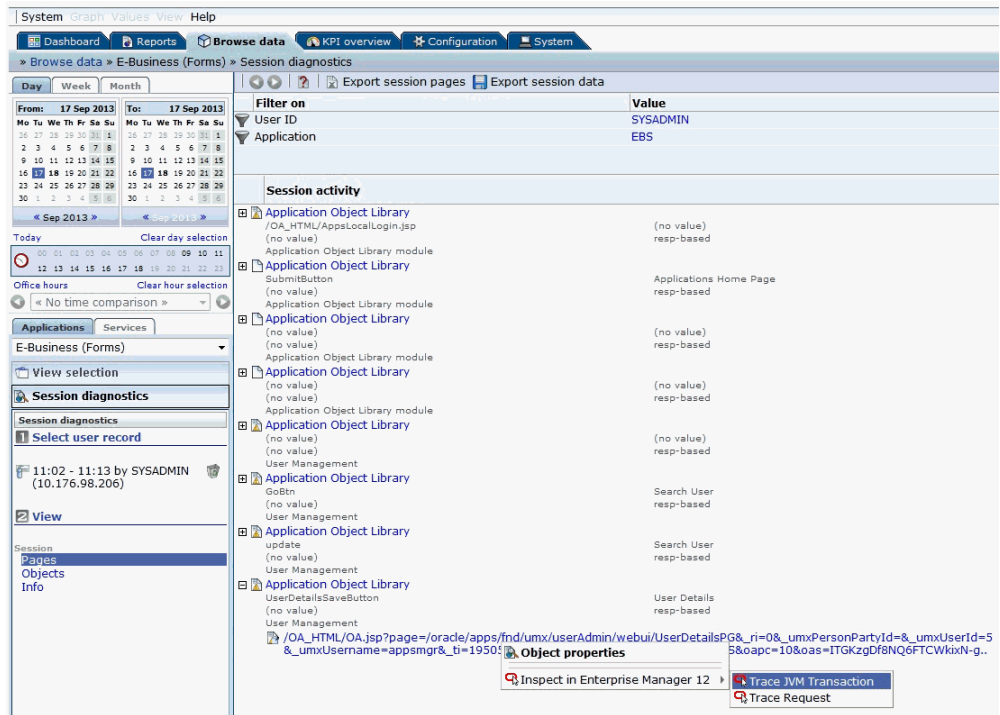 System Graph Values View Help
Dashboard Reports Browse data KPI overview Configuration System
» Browse data » E-Business (Forms) » Session diagnostics
Day Week Month
From: 17 Sep 2013 To: 17 Sep 2013
Mo Tu We Th Fr Sa Su Mo Tu We Th Fr Sa Su
26 27 28 29 30 31 1 26 27 28 29 30 31 1
2 3 4 5 6 7 8 2 3 4 5 6 7 8
9 10 11 12 13 14 15 9 10 11 12 13 14 15
16 17 18 19 20 21 22 16 17 18 19 20 21 22
23 24 25 26 27 28 29 23 24 25 26 27 28 29
30 1 2 3 4 5 6 30 1 2 3 4 5 6
« Sep 2013 » « Sep 2013 »
Today Clear day selection
00 01 02 03 04 05 06 07 08 09 10 11
12 13 14 15 16 17 18 19 20 21 22 23
Office hours Clear hour selection
« No time comparison »
Applications Services
E-Business (Forms)
View selection
Session diagnostics
Session diagnostics
1 Select user record
11:02 - 11:13 by SYSADMIN
(10.176.98.206)
2 View
Session
Pages
Objects
Info
Export session pages Export session data
Filter on Value
User ID SYSADMIN
Application EBS
Session activity
Application Object Library
/OA_HTML/AppsLocalLogin.jsp (no value)
(no value) resp-based
Application Object Library module
Application Object Library
SubmitButton Applications Home Page
(no value) resp-based
Application Object Library module
Application Object Library
(no value) (no value)
(no value) resp-based
Application Object Library module
Application Object Library
(no value) (no value)
(no value) resp-based
Application Object Library module
Application Object Library
(no value) (no value)
(no value) resp-based
User Management
Application Object Library
GoBtn Search User
(no value) resp-based
User Management
Application Object Library
update Search User
(no value) resp-based
User Management
Application Object Library
UserDetailsSaveButton User Details
(no value) resp-based
User Management
/OA_HTML/OA.jsp?page=/oracle/apps/fnd/umx/userAdmin/webui/UserDetailsPG&_ri=0&_umxPersonPartyId=&_umxUserId=5
&_umxUsername=appsmgr&_ti=19505 5&oapc=10&oas=ITGKzgDf8NQ6FTCWkixN-g..
Object properties
Inspect in Enterprise Manager 12
Trace JVM Transaction
Trace Request